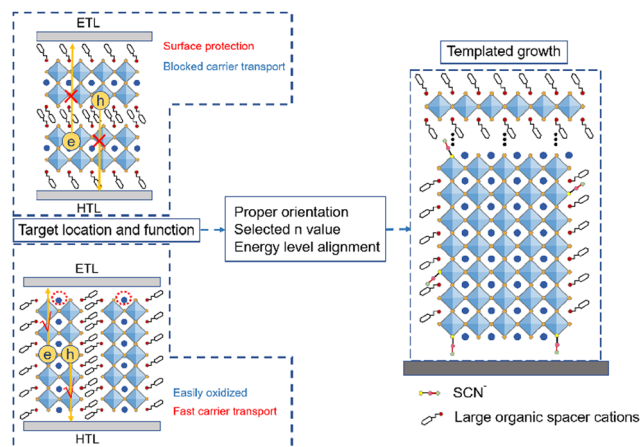 ETL
Surface protection
Blocked carrier transport
h
e
HTL
Target location and function
ETL
e
h
Easily oxidized
Fast carrier transport
HTL
Proper orientation
Selected n value
Energy level alignment
Templated growth
SCN⁻
Large organic spacer cations